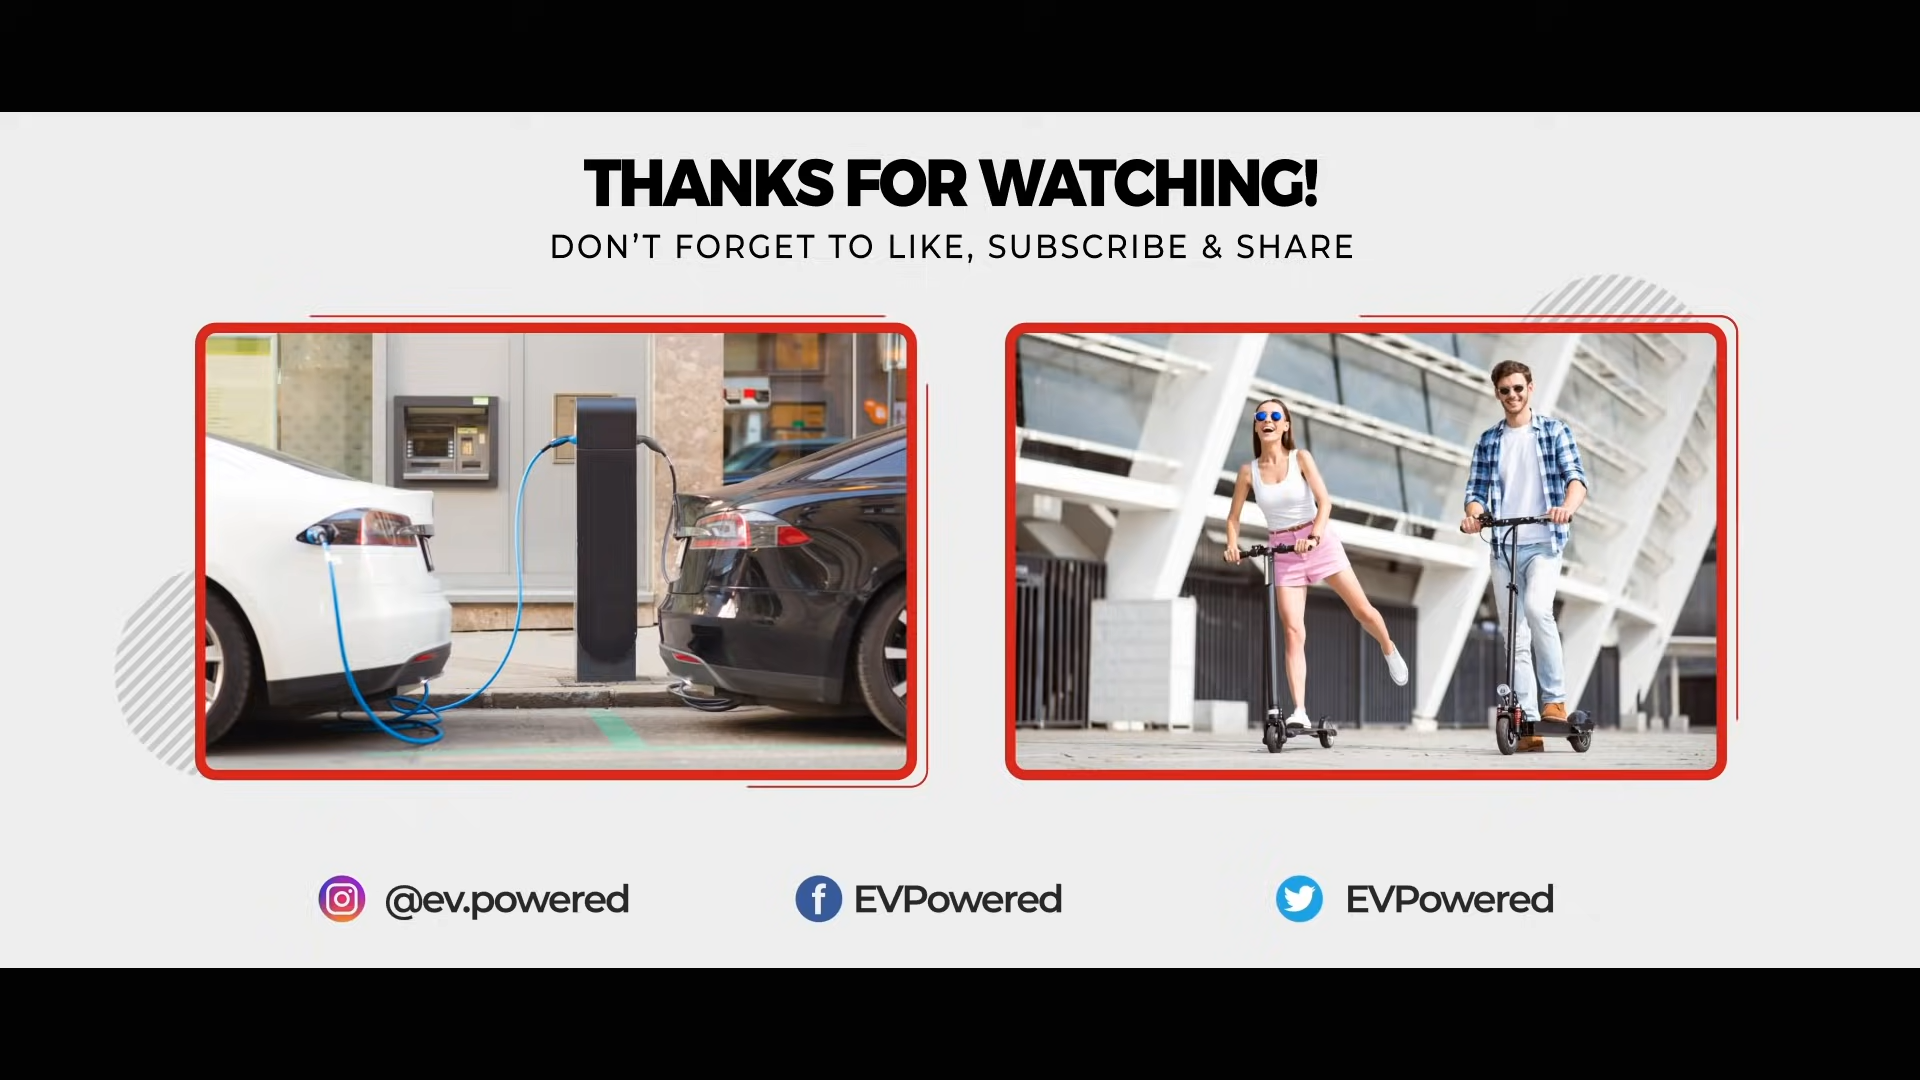 THANKS FOR WATCHING!
DON’T FORGET TO LIKE, SUBSCRIBE & SHARE
@ev.powered
EVPowered
EVPowered